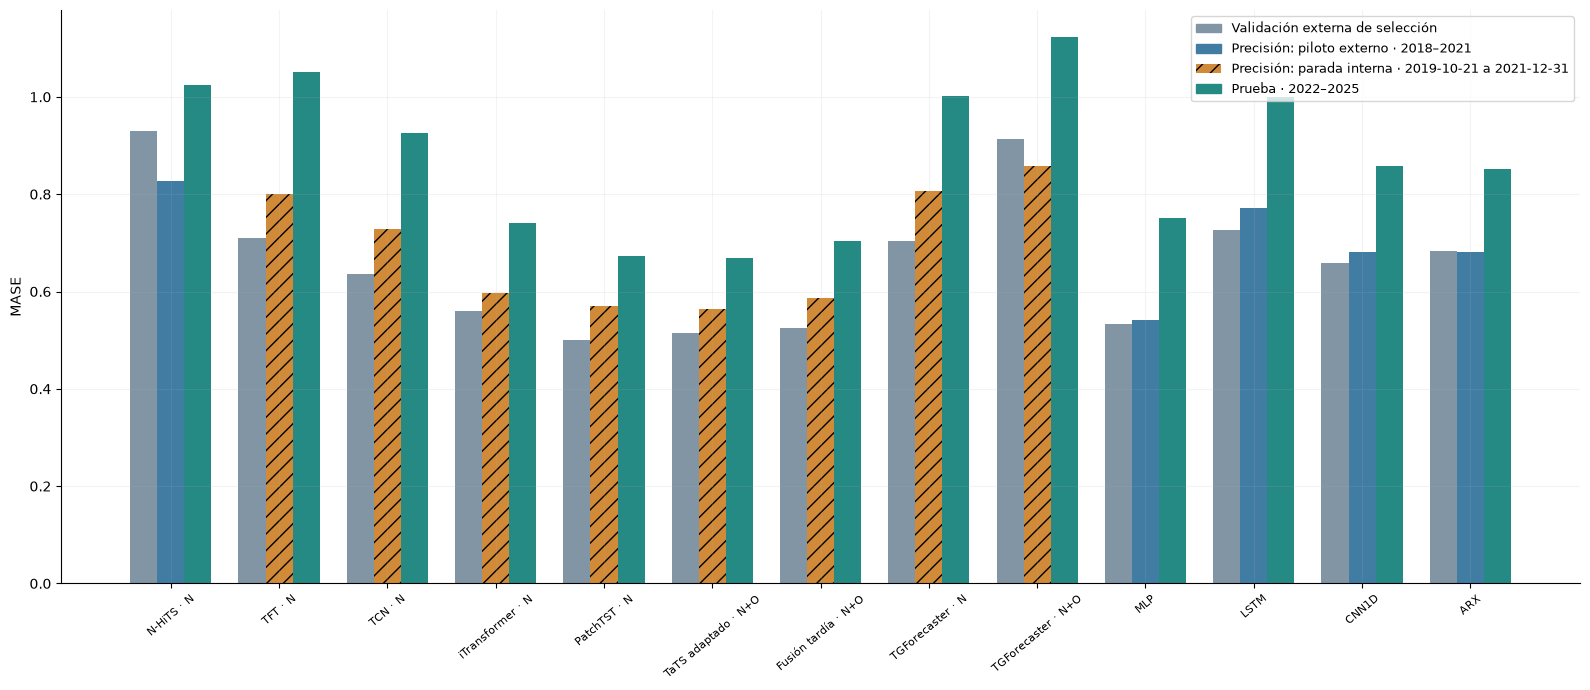 Validación externa de selección
Precisión: piloto externo · 2018–2021
Precisión: parada interna · 2019-10-21 a 2021-12-31
Prueba · 2022–2025
MASE
1.0
0.8
0.6
0.4
0.2
0.0
N-HiTS · N
TFT · N
TCN · N
iTransformer · N
PatchTST · N
TaTS adaptado · N+O
Fusión tardía · N+O
TGForecaster · N
TGForecaster · N+O
MLP
LSTM
CNN1D
ARX